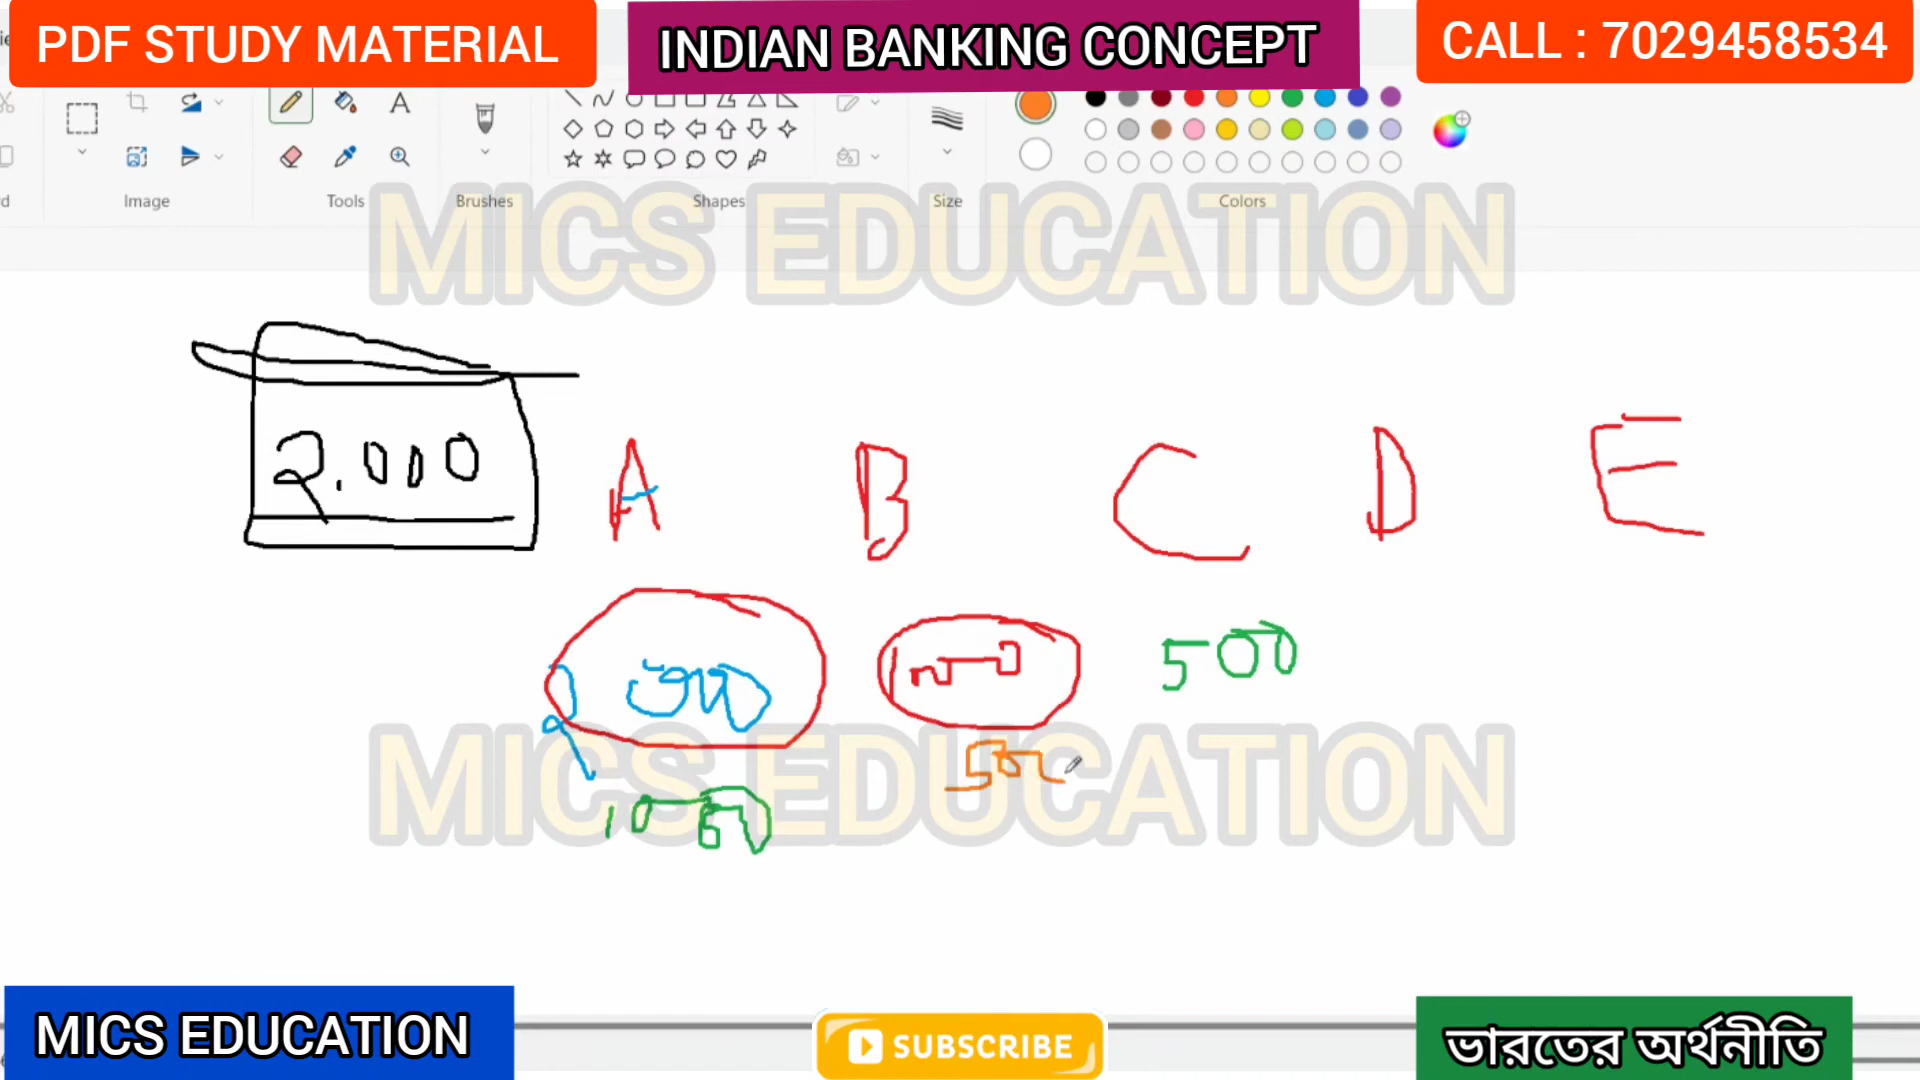 PDF STUDY MATERIAL
INDIAN BANKING CONCEPT
CALL : 7029458534
Image
Tools
Brushes
Shapes
Size
Colors
MICS EDUCATION
2.000
A B C D E
500
MICS EDUCATION
MICS EDUCATION
SUBSCRIBE
ভারতের অর্থনীতি